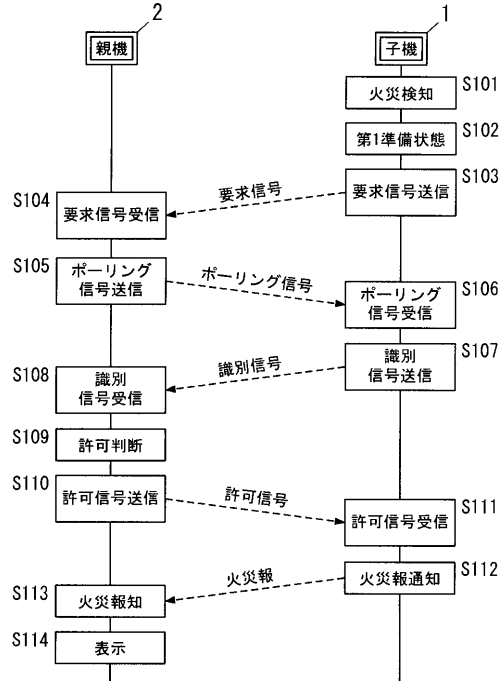 2
1
親機
子機
S101
火災検知
S102
第1準備状態
S103
要求信号送信
要求信号
S104
要求信号受信
S105
ポーリング
信号送信
ポーリング信号
S106
ポーリング
信号受信
S107
識別
信号送信
識別信号
S108
識別
信号受信
S109
許可判断
S110
許可信号送信
許可信号
S111
許可信号受信
S112
火災報通知
火災報
S113
火災報知
S114
表示